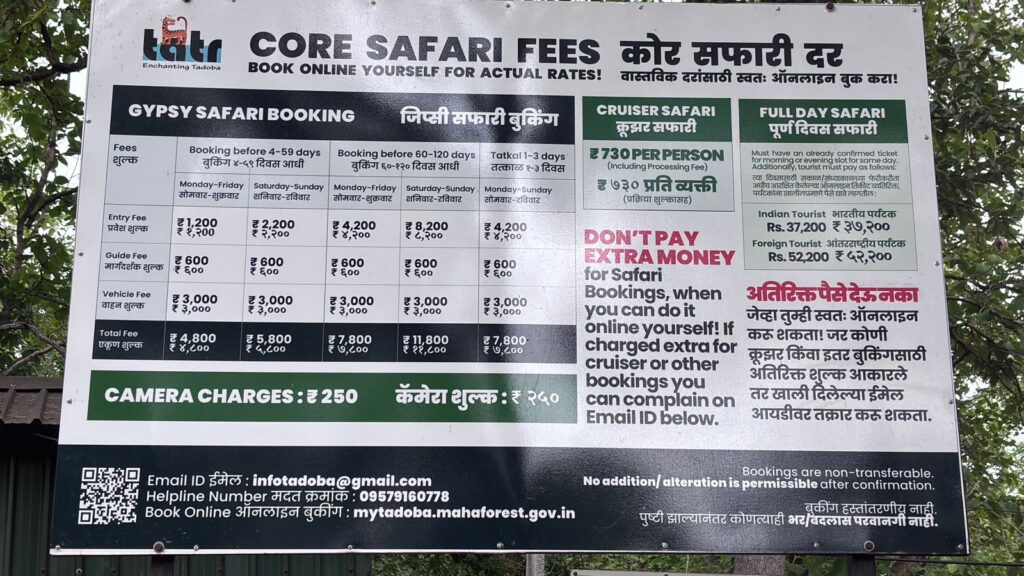 tatr
Enchanting Tadoba
CORE SAFARI FEES कोर सफारी दर
BOOK ONLINE YOURSELF FOR ACTUAL RATES! वास्तविक दरांसाठी स्वतः ऑनलाइन बुक करा!
GYPSY SAFARI BOOKING जिप्सी सफारी बुकिंग
Fees
शुल्क
Booking before 4-59 days
बुकिंग ४-५९ दिवस आधी
Booking before 60-120 days
बुकिंग ६०-१२० दिवस आधी
Tatkal 1-3 days
तत्काळ १-३ दिवस
Monday-Friday Saturday-Sunday Monday-Friday Saturday-Sunday Monday-Sunday
सोमवार-शुक्रवार शनिवार-रविवार सोमवार-शुक्रवार शनिवार-रविवार सोमवार-रविवार
Entry Fee ₹ 1,200 ₹ 2,200 ₹ 4,200 ₹ 8,200 ₹ 4,200
प्रवेश शुल्क ₹ १,२०० ₹ २,२०० ₹ ४,२०० ₹ ८,२०० ₹ ४,२००
Guide Fee ₹ 600 ₹ 600 ₹ 600 ₹ 600 ₹ 600
मार्गदर्शक शुल्क ₹ ६०० ₹ ६०० ₹ ६०० ₹ ६०० ₹ ६००
Vehicle Fee ₹ 3,000 ₹ 3,000 ₹ 3,000 ₹ 3,000 ₹ 3,000
वाहन शुल्क ₹ ३,००० ₹ ३,००० ₹ ३,००० ₹ ३,००० ₹ ३,०००
Total Fee ₹ 4,800 ₹ 5,800 ₹ 7,800 ₹ 11,800 ₹ 7,800
एकूण शुल्क ₹ ४,८०० ₹ ५,८०० ₹ ७,८०० ₹ ११,८०० ₹ ७,८००
CAMERA CHARGES : ₹ 250 कॅमेरा शुल्क : ₹ २५०
CRUISER SAFARI
क्रूझर सफारी
₹ 730 PER PERSON
(Including Processing Fee)
₹ ७३० प्रति व्यक्ती
(प्रक्रिया शुल्कासह)
FULL DAY SAFARI
पूर्ण दिवस सफारी
Must have an already confirmed ticket
for morning or evening slot for same day.
Additionally, tourist must pay as follows:
त्या दिवसासाठी सकाळ/संध्याकाळच्या फेरीकरीता
आरक्षित केलेल्या ऑनलाइन तिकीट व्यतिरिक्त,
पर्यटकांना खालीलप्रमाणे पैसे द्यावे लागतील:
Indian Tourist भारतीय पर्यटक
Rs. 37,200 ₹ ३७,२००
Foreign Tourist आंतरराष्ट्रीय पर्यटक
Rs. 52,200 ₹ ५२,२००
DON'T PAY
EXTRA MONEY
for Safari
Bookings, when
you can do it
online yourself! If
charged extra for
cruiser or other
bookings you
can complain on
Email ID below.
अतिरिक्त पैसे देऊ नका
जेव्हा तुम्ही स्वतः ऑनलाइन
करू शकता! जर कोणी
क्रूझर किंवा इतर बुकिंगसाठी
अतिरिक्त शुल्क आकारले
तर खाली दिलेल्या ईमेल
आयडीवर तक्रार करू शकता.
Email ID ईमेल : infotadoba@gmail.com
Helpline Number मदत क्रमांक : 09579160778
Book Online ऑनलाइन बुकींग : mytadoba.mahaforest.gov.in
Bookings are non-transferable.
No addition/ alteration is permissible after confirmation.
बुकींग हस्तांतरणीय नाही.
पुष्टी झाल्यानंतर कोणत्याही भर/बदलास परवानगी नाही.